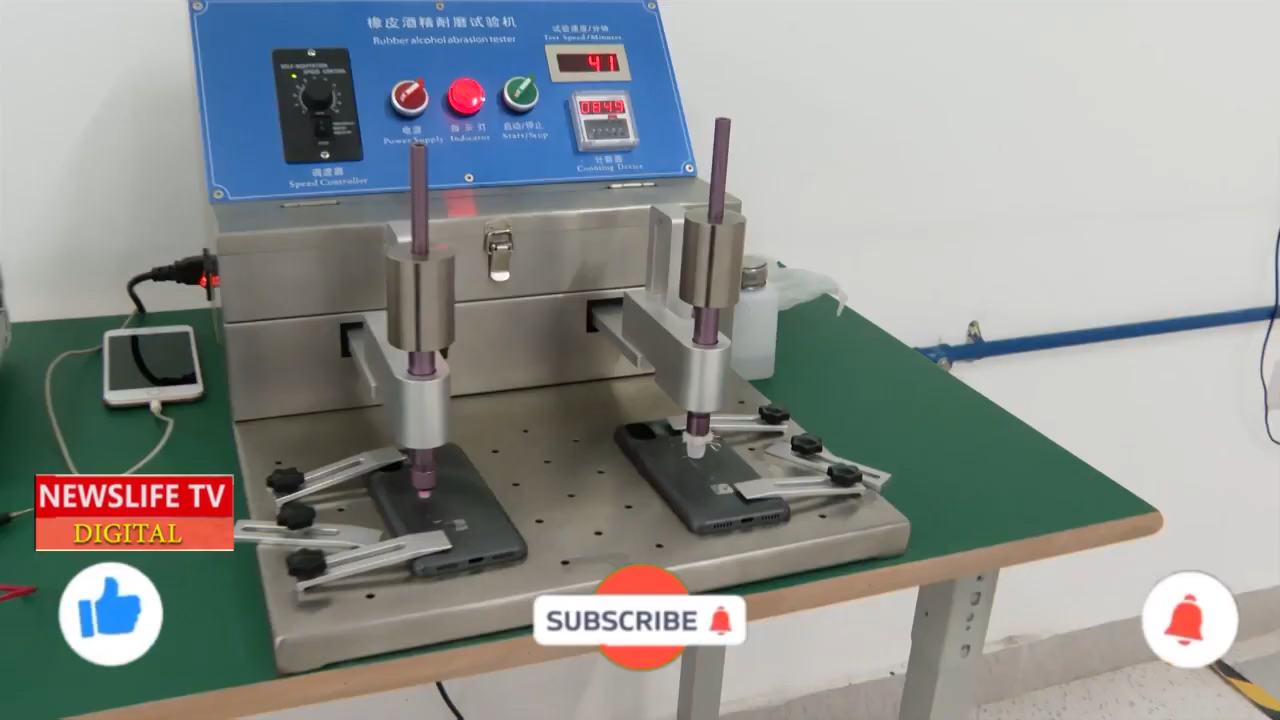 橡皮酒精耐磨试验机
Rubber alcohol abrasion tester
试验速度/分钟
Test Speed/Minutes
41
SELF-ADAPTATION
SPEED CONTROL
电源
Power Supply
指示灯
Indicator
启动/停止
Start/Stop
调速器
Speed Controller
计数器
Counting Device
NEWSLIFE TV
DIGITAL
SUBSCRIBE